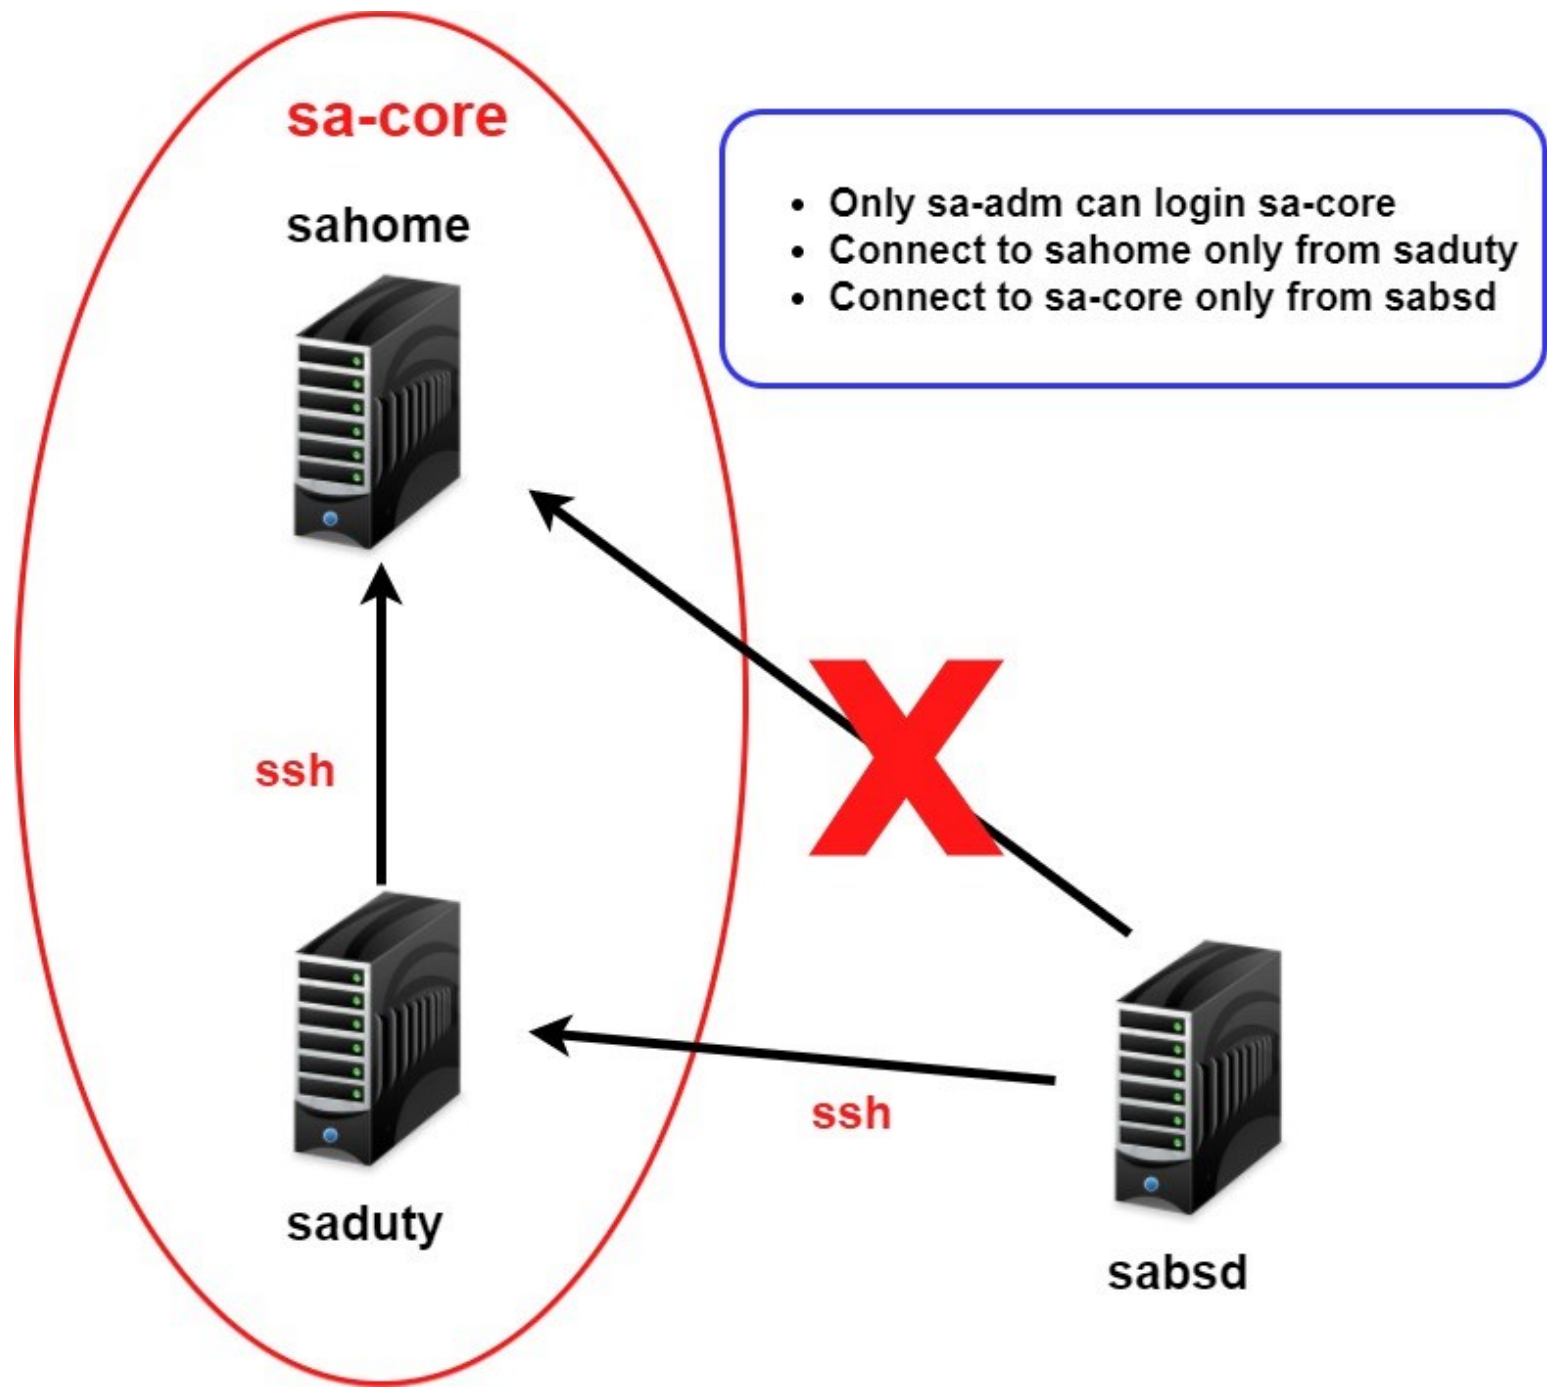 sa-core
sahome
• Only sa-adm can login sa-core
• Connect to sahome only from saduty
• Connect to sa-core only from sabsd
X
ssh
ssh
saduty
sabsd